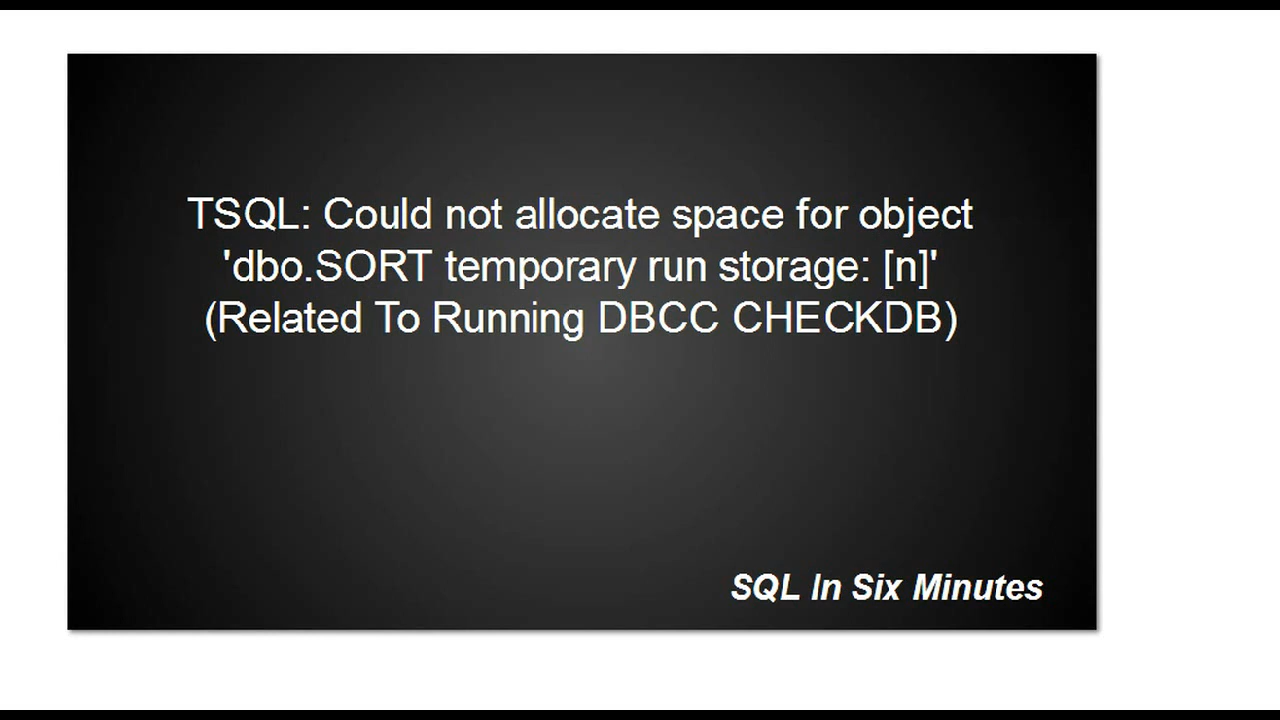 TSQL: Could not allocate space for object
'dbo.SORT temporary run storage: [n]'
(Related To Running DBCC CHECKDB)
SQL In Six Minutes